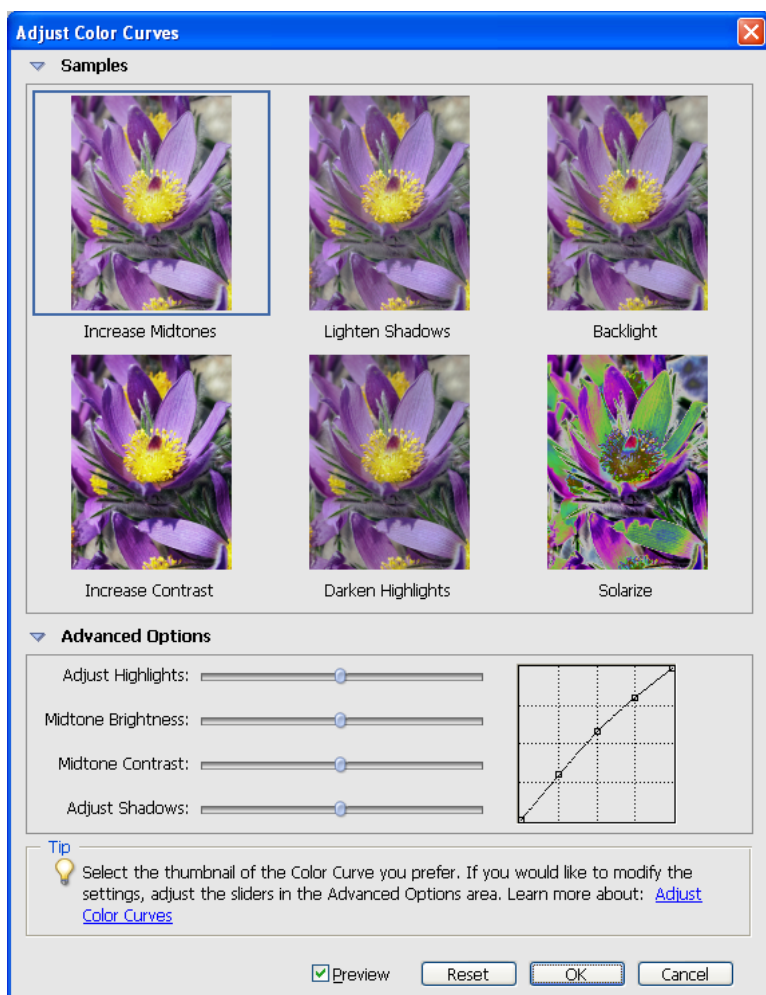 Adjust Color Curves
Samples
Increase Midtones
Lighten Shadows
Backlight
Increase Contrast
Darken Highlights
Solarize
Advanced Options
Adjust Highlights:
Midtone Brightness:
Midtone Contrast:
Adjust Shadows:
Tip
Select the thumbnail of the Color Curve you prefer. If you would like to modify the
settings, adjust the sliders in the Advanced Options area. Learn more about: Adjust
Color Curves
Preview
Reset
OK
Cancel